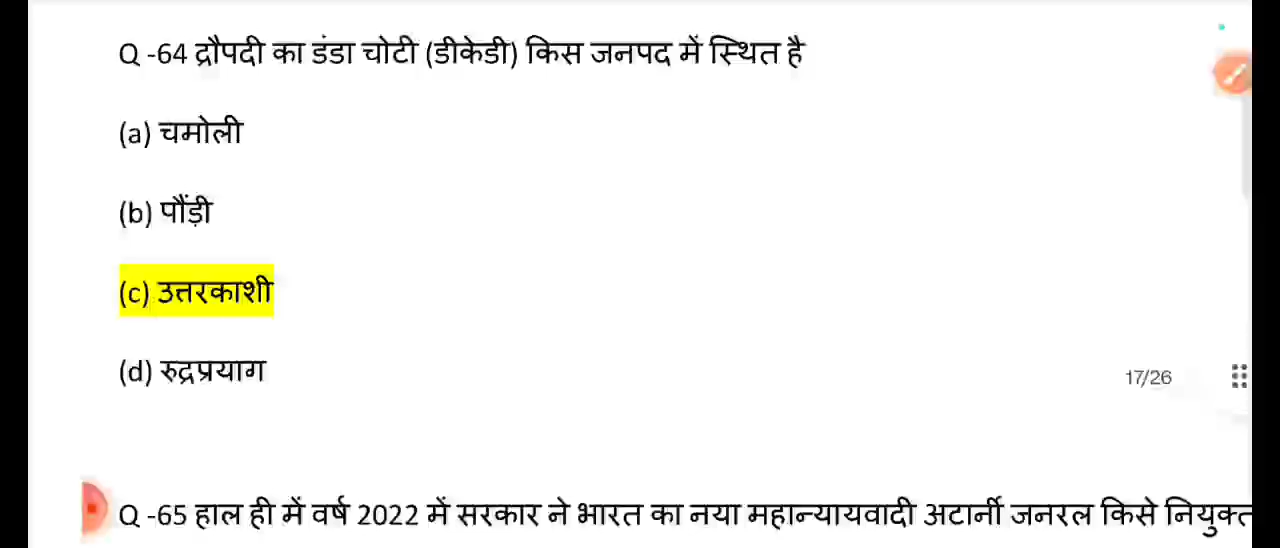 Q -64 द्रौपदी का डंडा चोटी (डीकेडी) किस जनपद में स्थित है
(a) चमोली
(b) पौंड़ी
(c) उत्तरकाशी
(d) रुद्रप्रयाग
17/26
Q -65 हाल ही में वर्ष 2022 में सरकार ने भारत का नया महान्यायवादी अटार्नी जनरल किसे नियुक्त